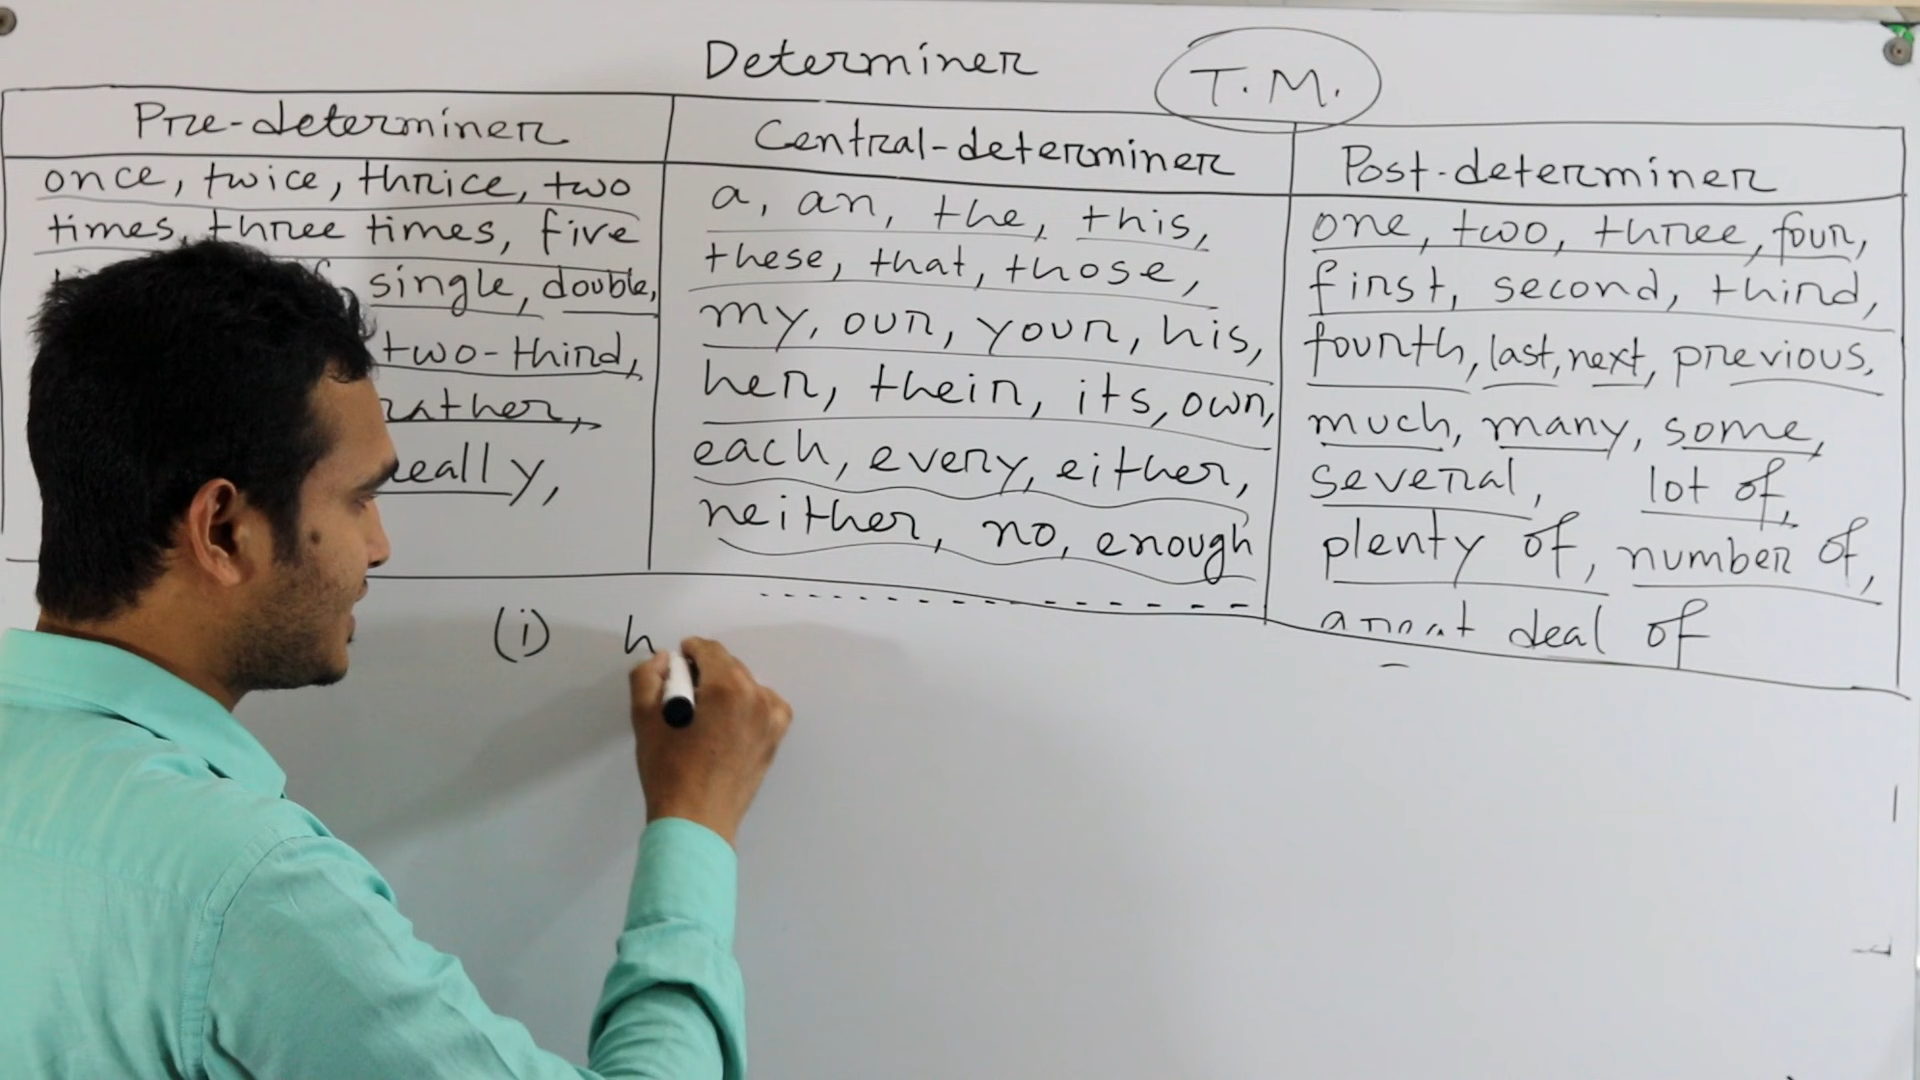 Determiner
T.M.
Pre-determiner
once, twice, thrice, two
times, three times, five
single, double,
two-third,
rather,
really,
Central-determiner
a, an, the, this,
these, that, those,
my, our, your, his,
her, their, its, own,
each, every, either,
neither, no, enough
Post-determiner
one, two, three, four,
first, second, third,
fourth, last, next, previous,
much, many, some,
several, lot of,
plenty of, number of,
deal of
(i) h